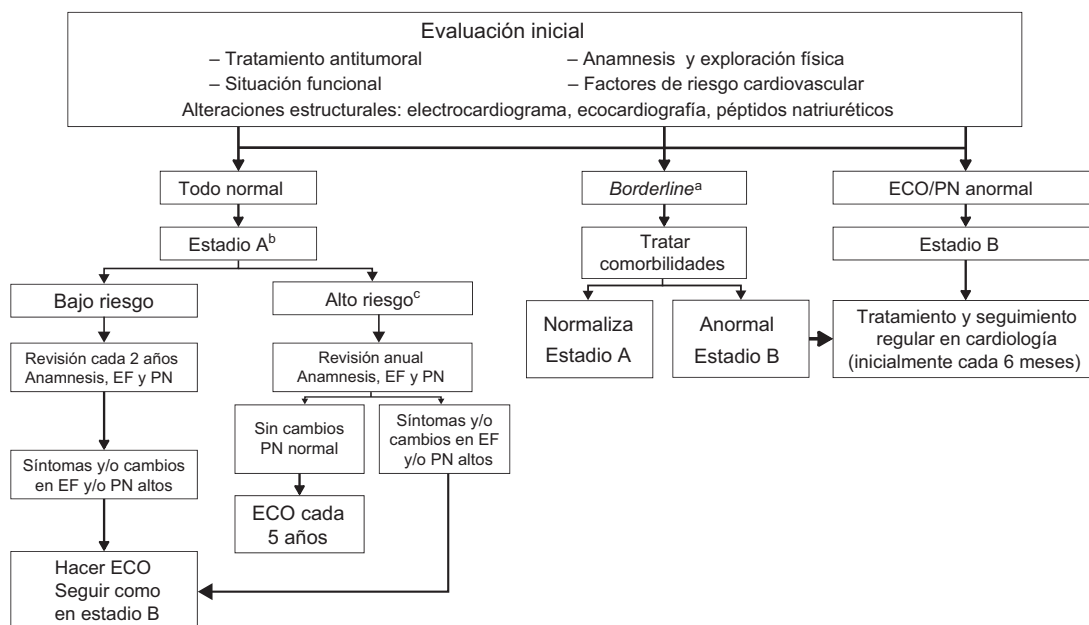 Evaluación inicial
– Tratamiento antitumoral
– Anamnesis y exploración física
– Situación funcional
– Factores de riesgo cardiovascular
Alteraciones estructurales: electrocardiograma, ecocardiografía, péptidos natriuréticos
Todo normal
Borderlineᵃ
ECO/PN anormal
Estadio Aᵇ
Tratar
comorbilidades
Estadio B
Bajo riesgo
Alto riesgoᶜ
Normaliza
Estadio A
Anormal
Estadio B
Tratamiento y seguimiento
regular en cardiología
(inicialmente cada 6 meses)
Revisión cada 2 años
Anamnesis, EF y PN
Revisión anual
Anamnesis, EF y PN
Sin cambios
PN normal
Síntomas y/o
cambios en EF
y/o PN altos
Síntomas y/o cambios
en EF y/o PN altos
ECO cada
5 años
Hacer ECO
Seguir como
en estadio B